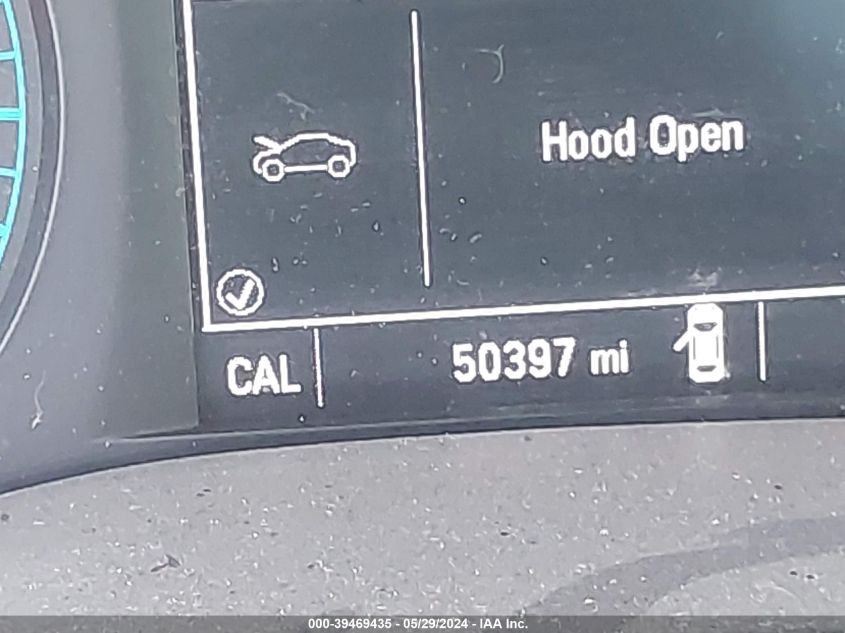 Hood Open
CAL
50397 mi
000-39469435 - 05/29/2024 - IAA Inc.